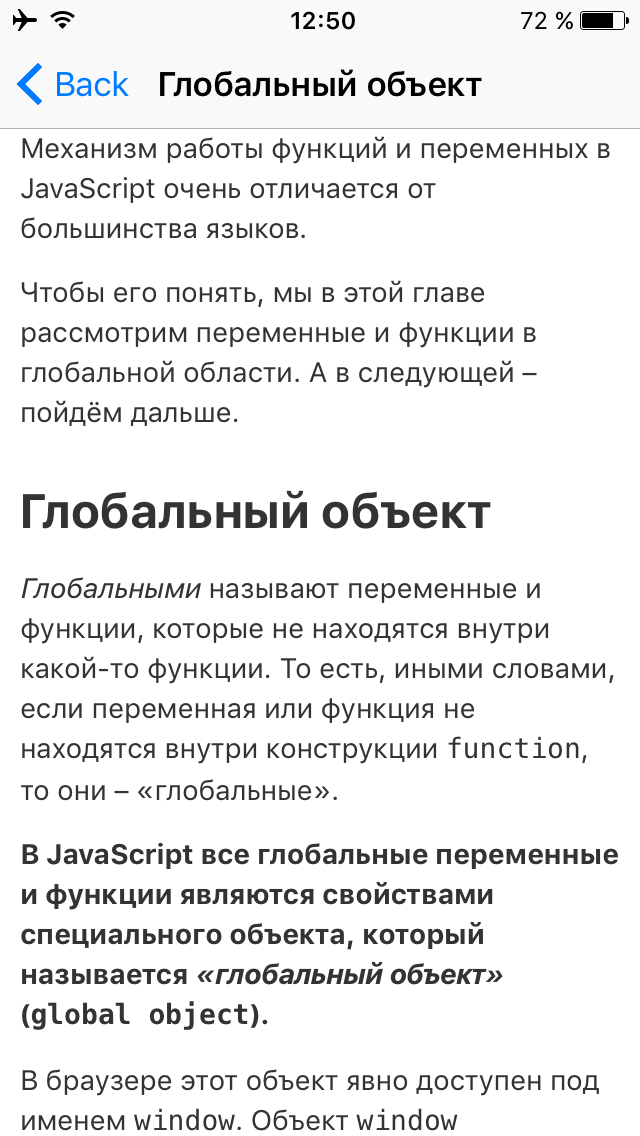 12:50
72 %
Back
Глобальный объект
Механизм работы функций и переменных в
JavaScript очень отличается от
большинства языков.
Чтобы его понять, мы в этой главе
рассмотрим переменные и функции в
глобальной области. А в следующей –
пойдём дальше.
Глобальный объект
Глобальными называют переменные и
функции, которые не находятся внутри
какой-то функции. То есть, иными словами,
если переменная или функция не
находятся внутри конструкции function,
то они – «глобальные».
В JavaScript все глобальные переменные
и функции являются свойствами
специального объекта, который
называется «глобальный объект»
(global object).
В браузере этот объект явно доступен под
именем window. Объект window